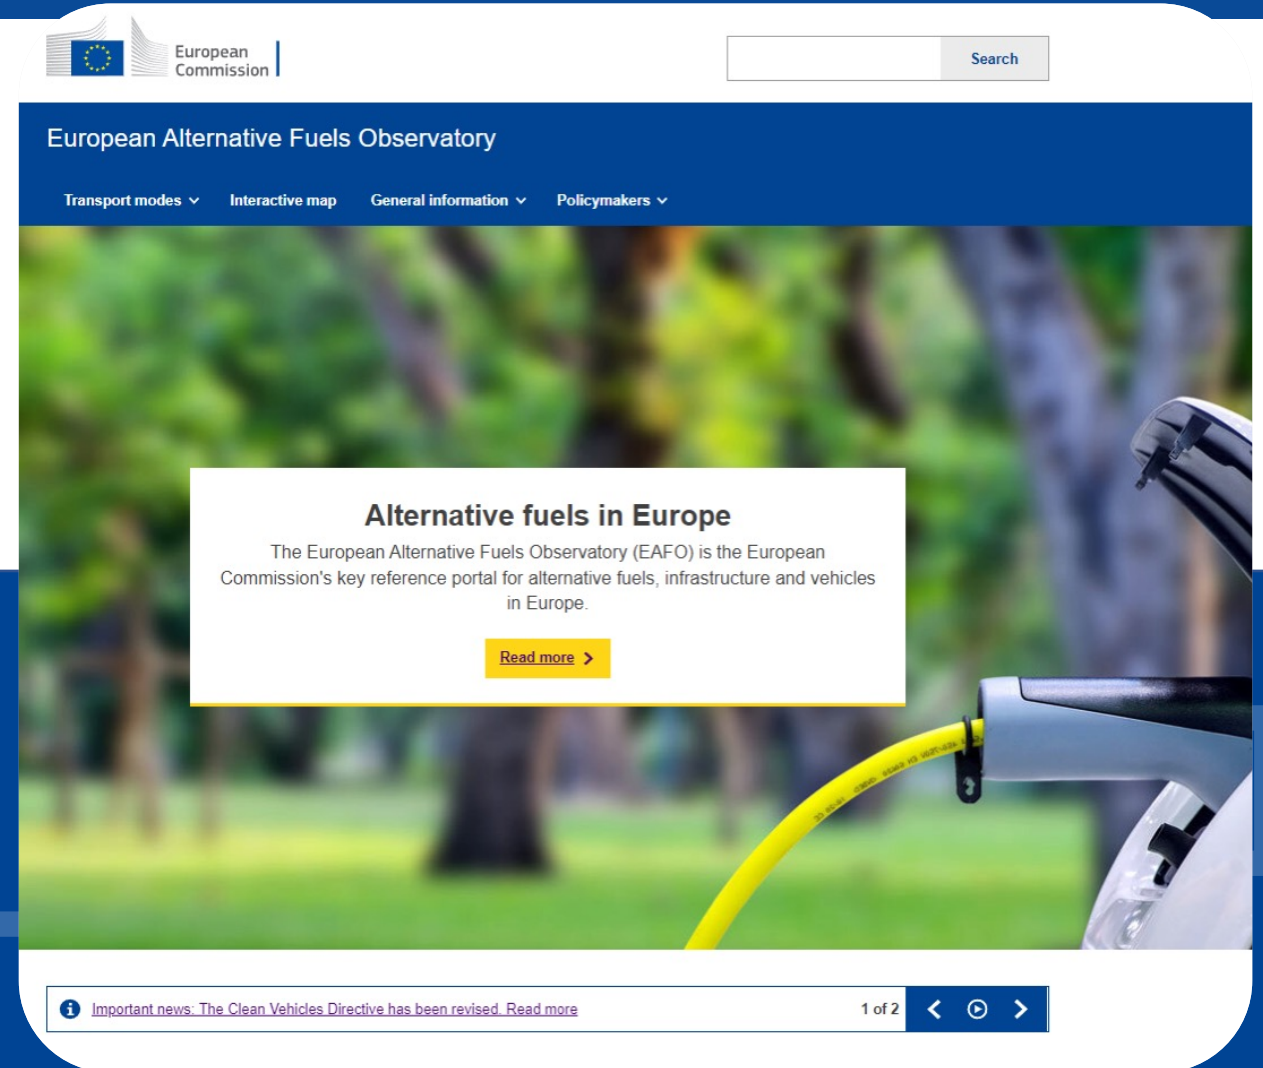 European
Commission
Search
European Alternative Fuels Observatory
Transport modes
Interactive map
General information
Policymakers
Alternative fuels in Europe
The European Alternative Fuels Observatory (EAFO) is the European
Commission's key reference portal for alternative fuels, infrastructure and vehicles
in Europe.
Read more
Important news: The Clean Vehicles Directive has been revised. Read more
1 of 2